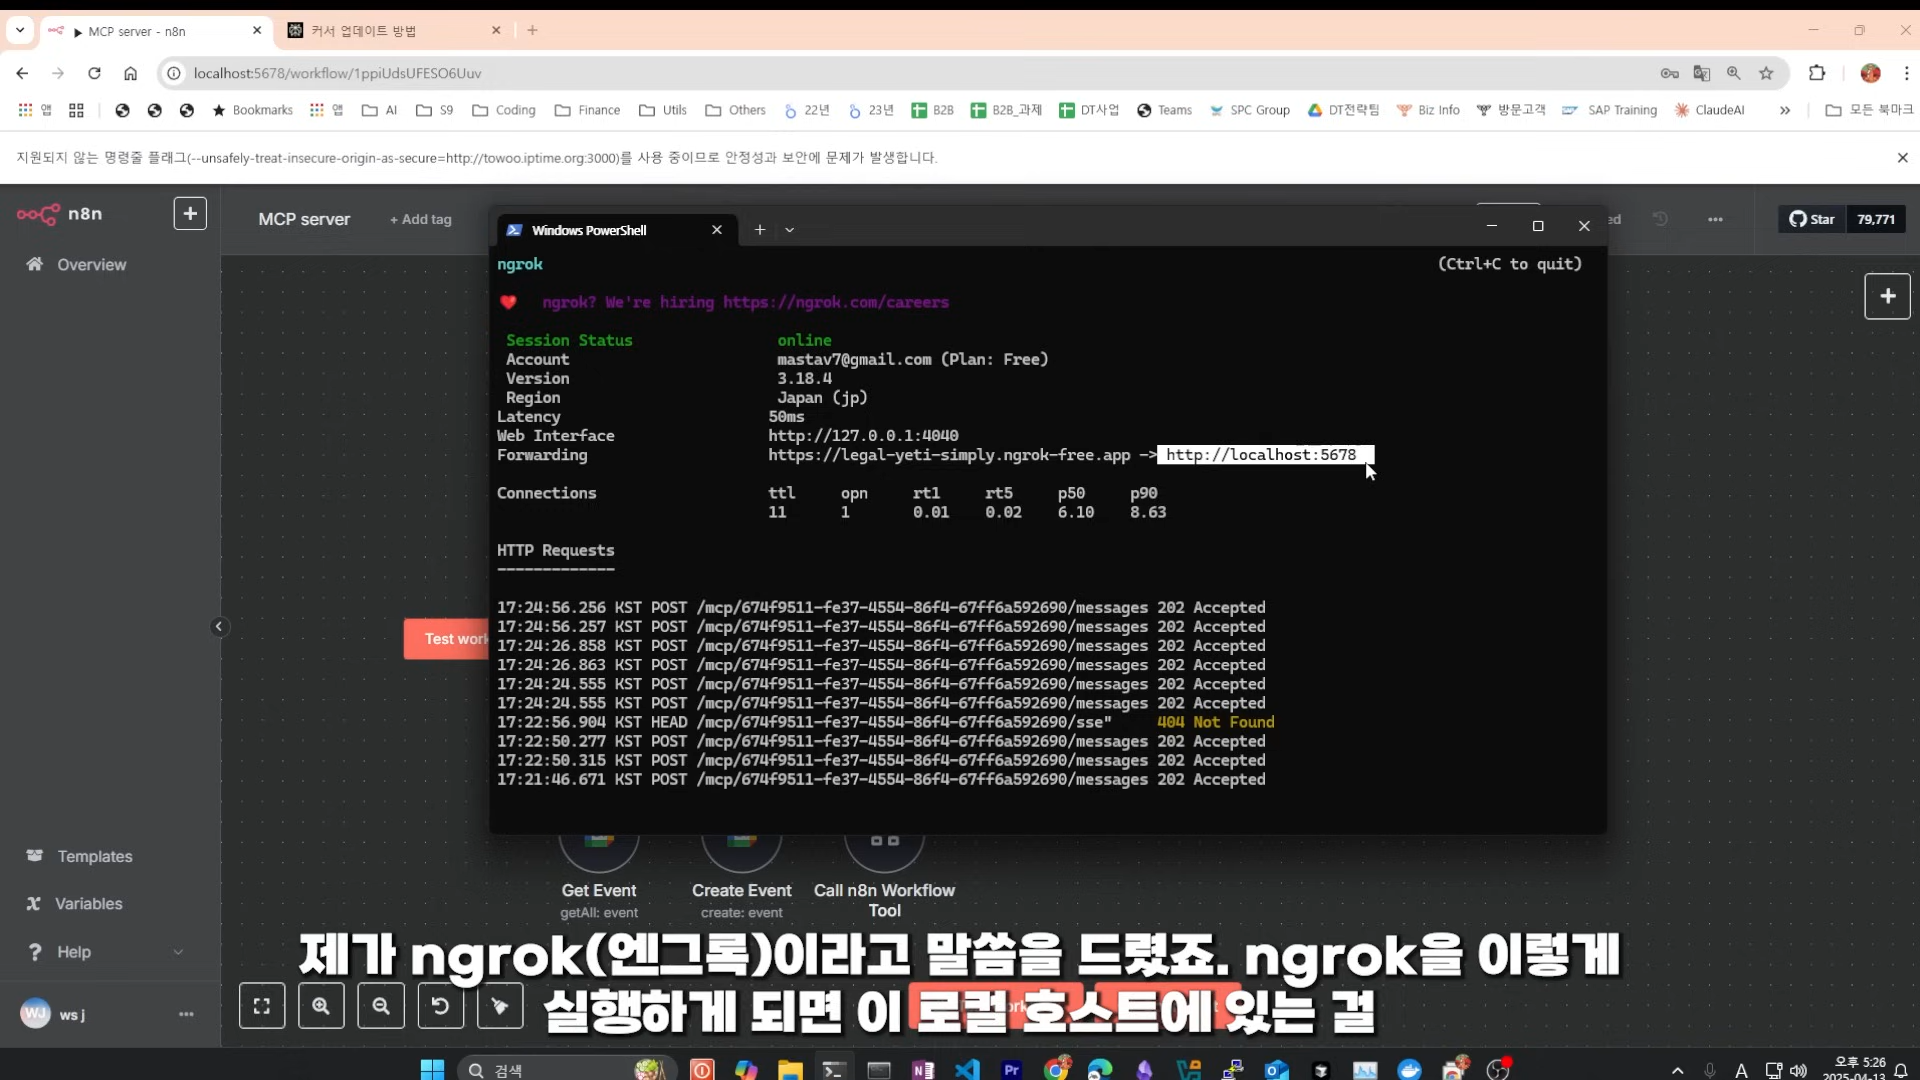 MCP server - n8n
커서 업데이트 방법
localhost:5678/workflow/1ppiUdsUFESO6Uuv
앱
Bookmarks
앱
AI
S9
Coding
Finance
Utils
Others
22년
23년
B2B
B2B_과제
DT사업
Teams
SPC Group
DT전략팀
Biz Info
방문고객
SAP Training
ClaudeAI
모든 북마크
지원되지 않는 명령줄 플래그(--unsafely-treat-insecure-origin-as-secure=http://towoo.iptime.org:3000)를 사용 중이므로 안정성과 보안에 문제가 발생합니다.
n8n
MCP server
+ Add tag
Star
79,771
Overview
Windows PowerShell
ngrok (Ctrl+C to quit)
ngrok? We're hiring https://ngrok.com/careers
Session Status online
Account mastav7@gmail.com (Plan: Free)
Version 3.18.4
Region Japan (jp)
Latency 50ms
Web Interface http://127.0.0.1:4040
Forwarding https://legal-yeti-simply.ngrok-free.app -> http://localhost:5678
Connections ttl opn rt1 rt5 p50 p90
11 1 0.01 0.02 6.10 8.63
HTTP Requests
-------------
17:24:56.256 KST POST /mcp/674f9511-fe37-4554-86f4-67ff6a592690/messages 202 Accepted
17:24:56.257 KST POST /mcp/674f9511-fe37-4554-86f4-67ff6a592690/messages 202 Accepted
17:24:26.858 KST POST /mcp/674f9511-fe37-4554-86f4-67ff6a592690/messages 202 Accepted
17:24:26.863 KST POST /mcp/674f9511-fe37-4554-86f4-67ff6a592690/messages 202 Accepted
17:24:24.555 KST POST /mcp/674f9511-fe37-4554-86f4-67ff6a592690/messages 202 Accepted
17:24:24.555 KST POST /mcp/674f9511-fe37-4554-86f4-67ff6a592690/messages 202 Accepted
17:22:56.904 KST HEAD /mcp/674f9511-fe37-4554-86f4-67ff6a592690/sse" 404 Not Found
17:22:50.277 KST POST /mcp/674f9511-fe37-4554-86f4-67ff6a592690/messages 202 Accepted
17:22:50.315 KST POST /mcp/674f9511-fe37-4554-86f4-67ff6a592690/messages 202 Accepted
17:21:46.671 KST POST /mcp/674f9511-fe37-4554-86f4-67ff6a592690/messages 202 Accepted
Test work
Get Event
getAll: event
Create Event
create: event
Call n8n Workflow
Tool
Templates
Variables
Help
WJ
ws j
제가 ngrok(엔그록)이라고 말씀을 드렸죠. ngrok을 이렇게
실행하게 되면 이 로컬 호스트에 있는 걸
검색
A
오후 5:26
2025-04-13